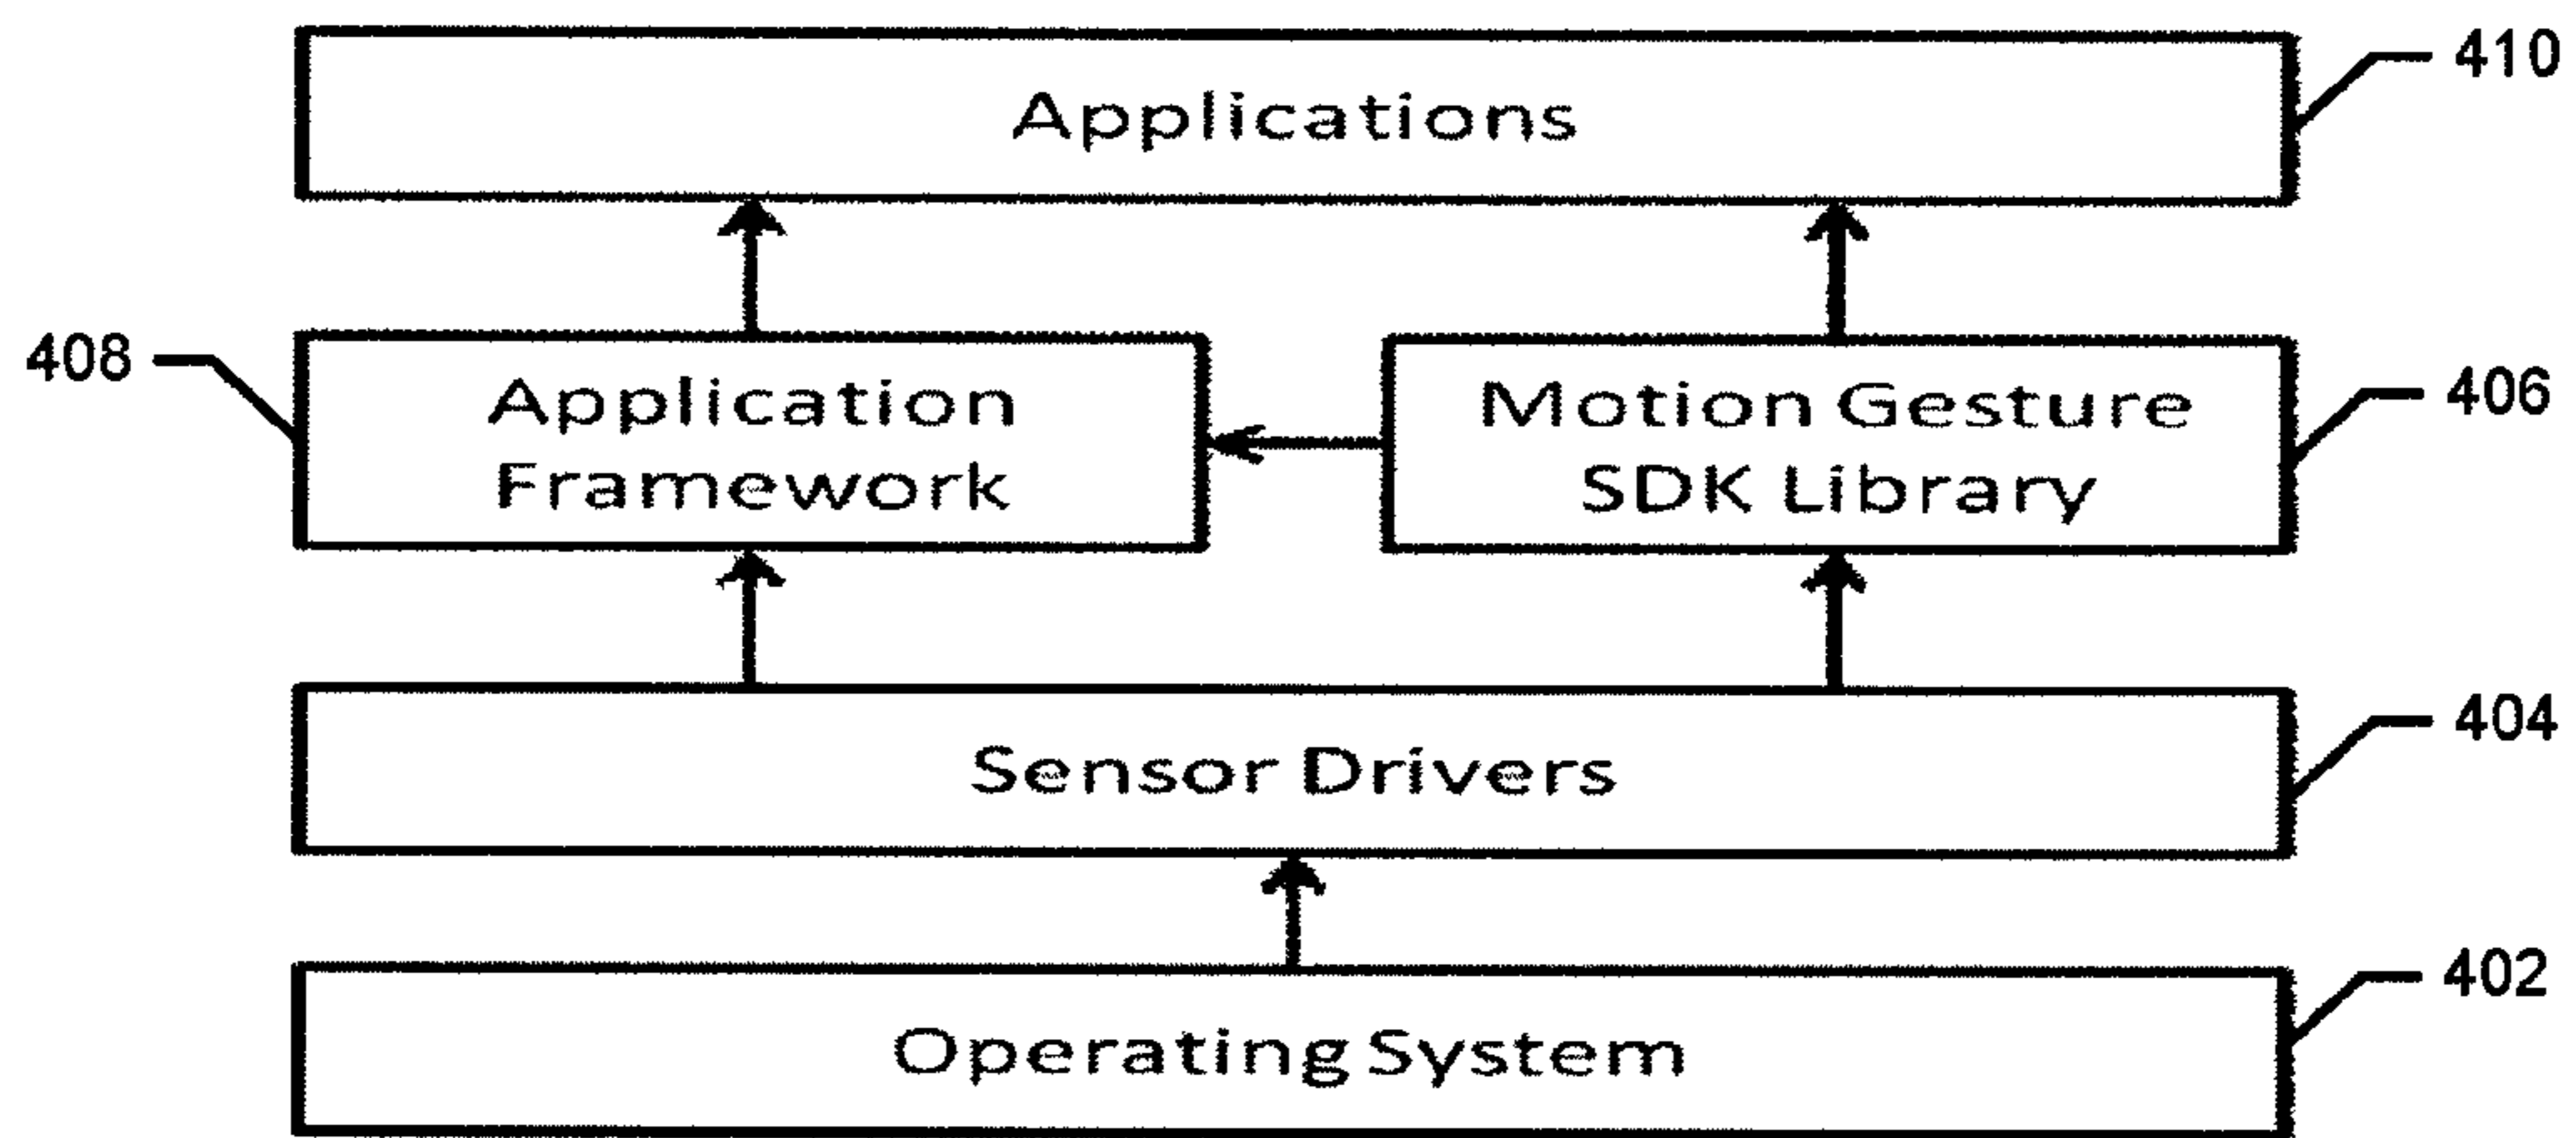 410
Applications
408
Application
Framework
Motion Gesture
SDK Library
406
404
Sensor Drivers
402
Operating System